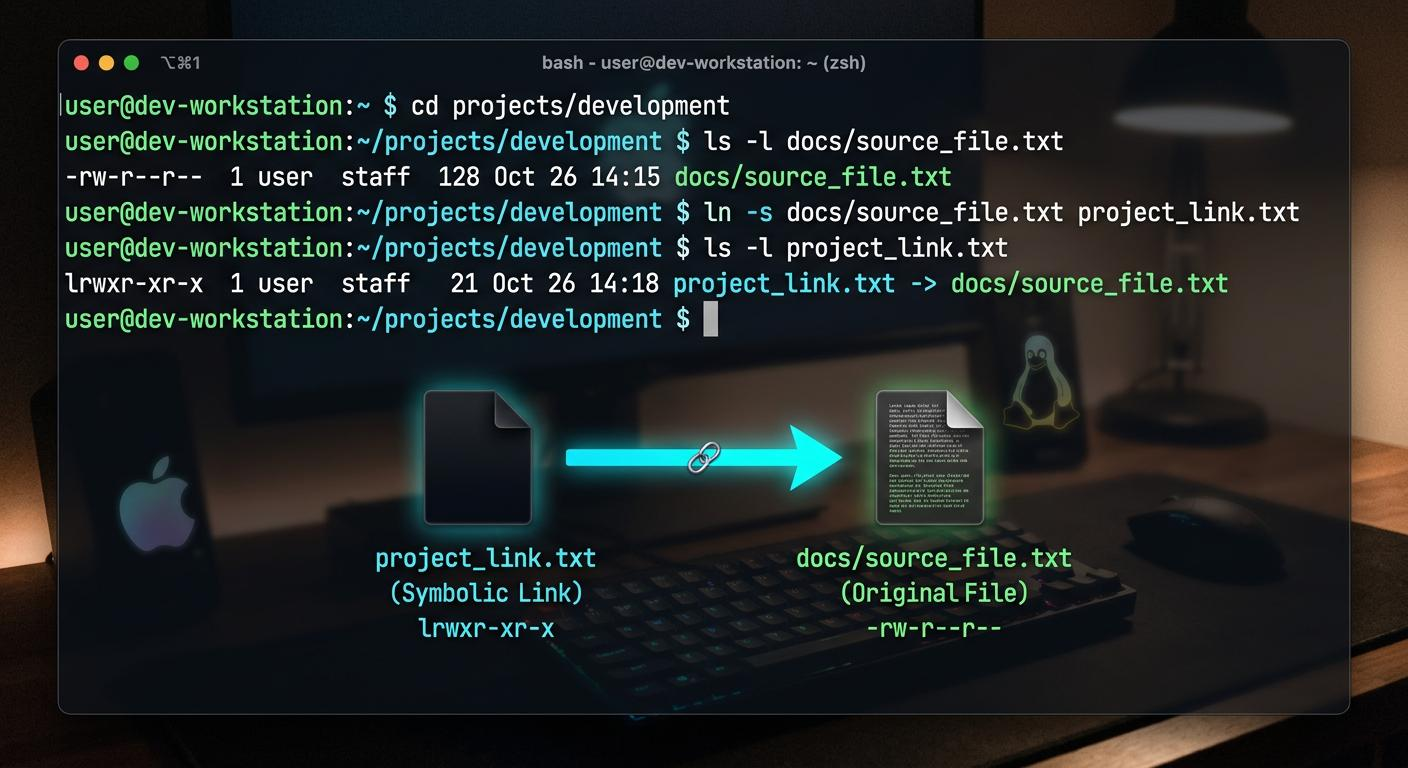 ⌥⌘1
bash - user@dev-workstation: ~ (zsh)
user@dev-workstation:~ $ cd projects/development
user@dev-workstation:~/projects/development $ ls -l docs/source_file.txt
-rw-r--r--  1 user  staff  128 Oct 26 14:15 docs/source_file.txt
user@dev-workstation:~/projects/development $ ln -s docs/source_file.txt project_link.txt
user@dev-workstation:~/projects/development $ ls -l project_link.txt
lrwxr-xr-x  1 user  staff   21 Oct 26 14:18 project_link.txt -> docs/source_file.txt
user@dev-workstation:~/projects/development $
project_link.txt
(Symbolic Link)
lrwxr-xr-x
docs/source_file.txt
(Original File)
-rw-r--r--